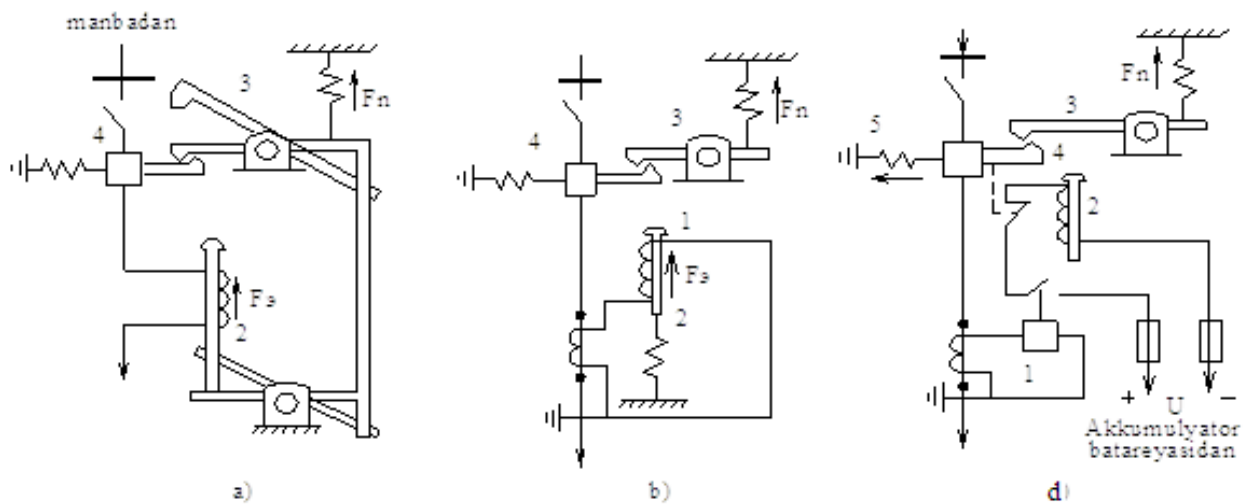 manbadan
3
Fn
4
Fэ
2
a)
3
Fn
4
1
Fэ
2
b)
Fn
3
5
4
2
1
+ U −
Akkumulyator
batareyasidan
d)